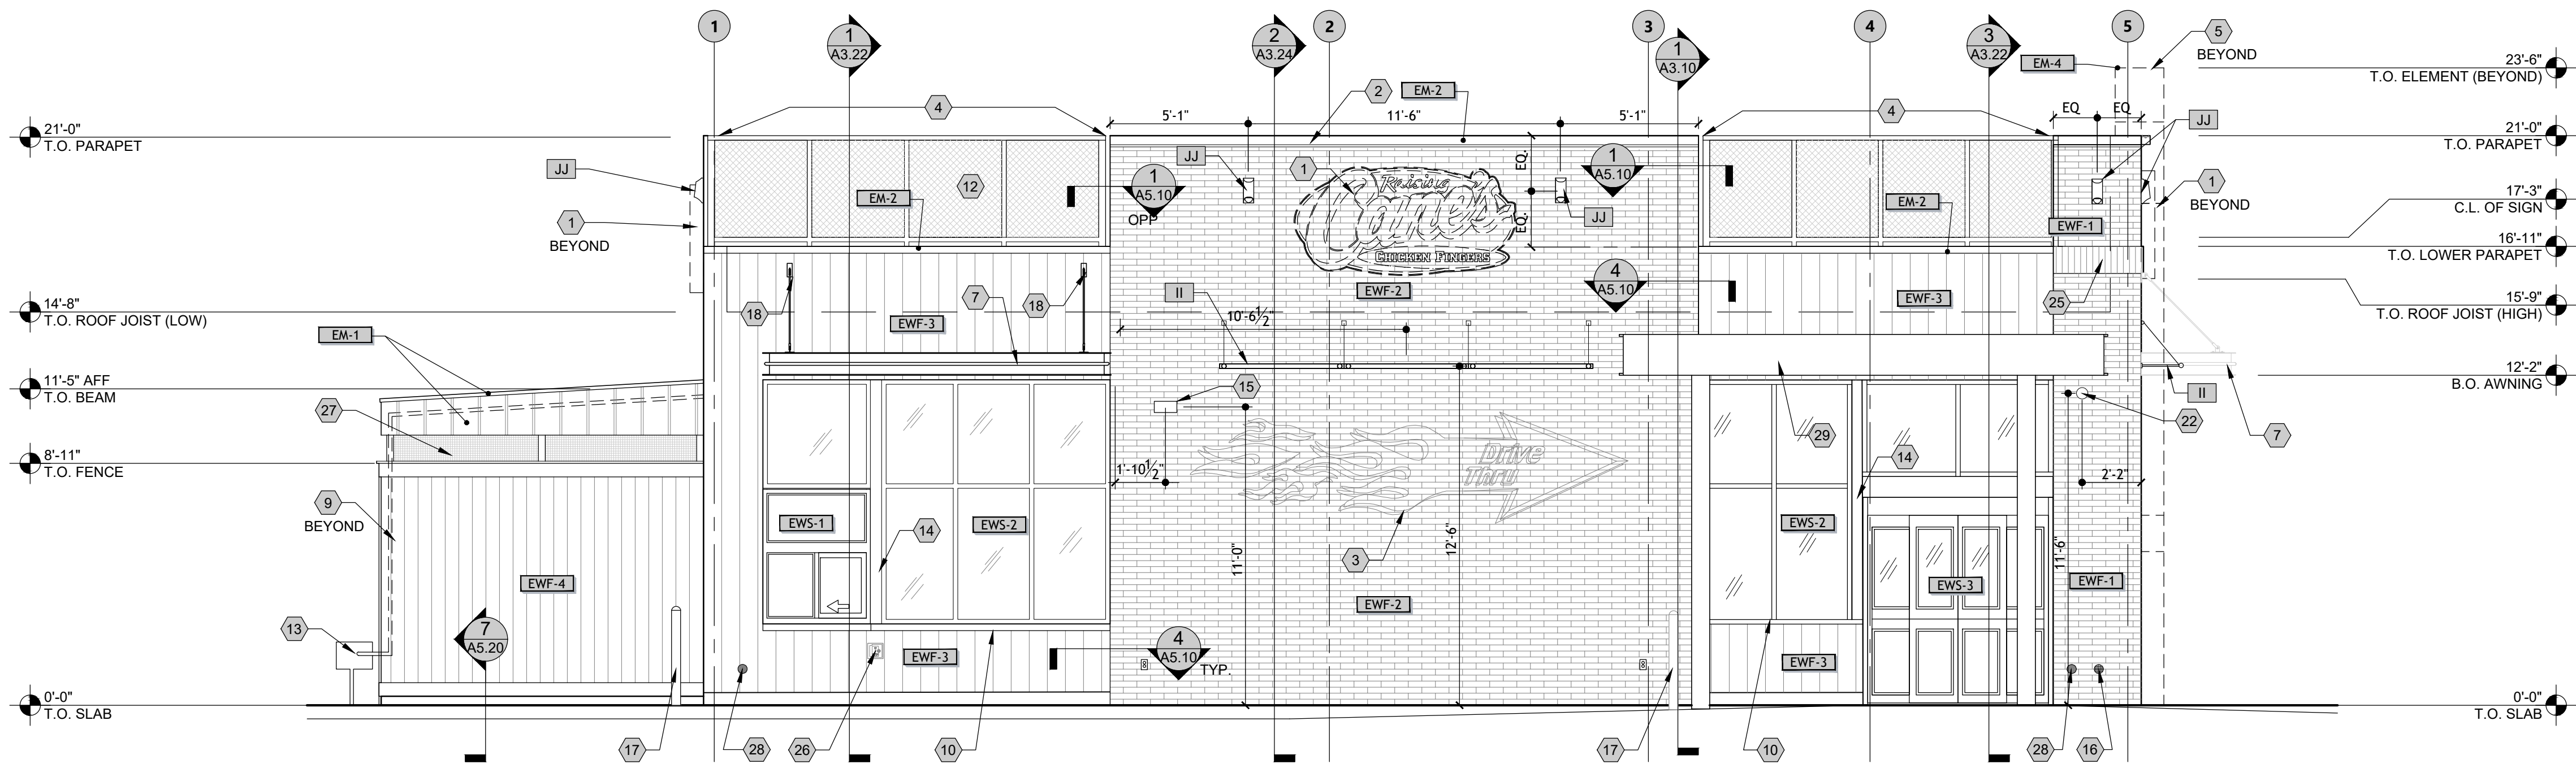 1
1
A3.22
2
A3.24
2
3
1
A3.10
4
3
A3.22
5
5
BEYOND
EM-4
23'-6"
T.O. ELEMENT (BEYOND)
4
2
EM-2
4
5'-1"
11'-6"
5'-1"
EQ
EQ
JJ
21'-0"
T.O. PARAPET
21'-0"
T.O. PARAPET
JJ
12
EM-2
1
A5.10
OPP
JJ
1
Raising
Cane's
CHICKEN FINGERS
EQ.
EQ.
JJ
1
A5.10
EM-2
EWF-1
1
BEYOND
1
BEYOND
17'-3"
C.L. OF SIGN
16'-11"
T.O. LOWER PARAPET
14'-8"
T.O. ROOF JOIST (LOW)
18
7
18
EWF-3
II
EWF-2
4
A5.10
EWF-3
25
15'-9"
T.O. ROOF JOIST (HIGH)
EM-1
10'-6½"
11'-5" AFF
T.O. BEAM
15
12'-2"
B.O. AWNING
II
27
29
22
7
8'-11"
T.O. FENCE
1'-10½"
Drive
Thru
14
2'-2"
9
BEYOND
EWS-1
14
EWS-2
11'-0"
3
12'-6"
EWS-2
11'-6"
EWF-4
EWF-2
EWS-3
EWF-1
13
7
A5.20
26
EWF-3
4
A5.10
TYP.
EWF-3
0'-0"
T.O. SLAB
0'-0"
T.O. SLAB
17
28
26
10
17
10
28
16